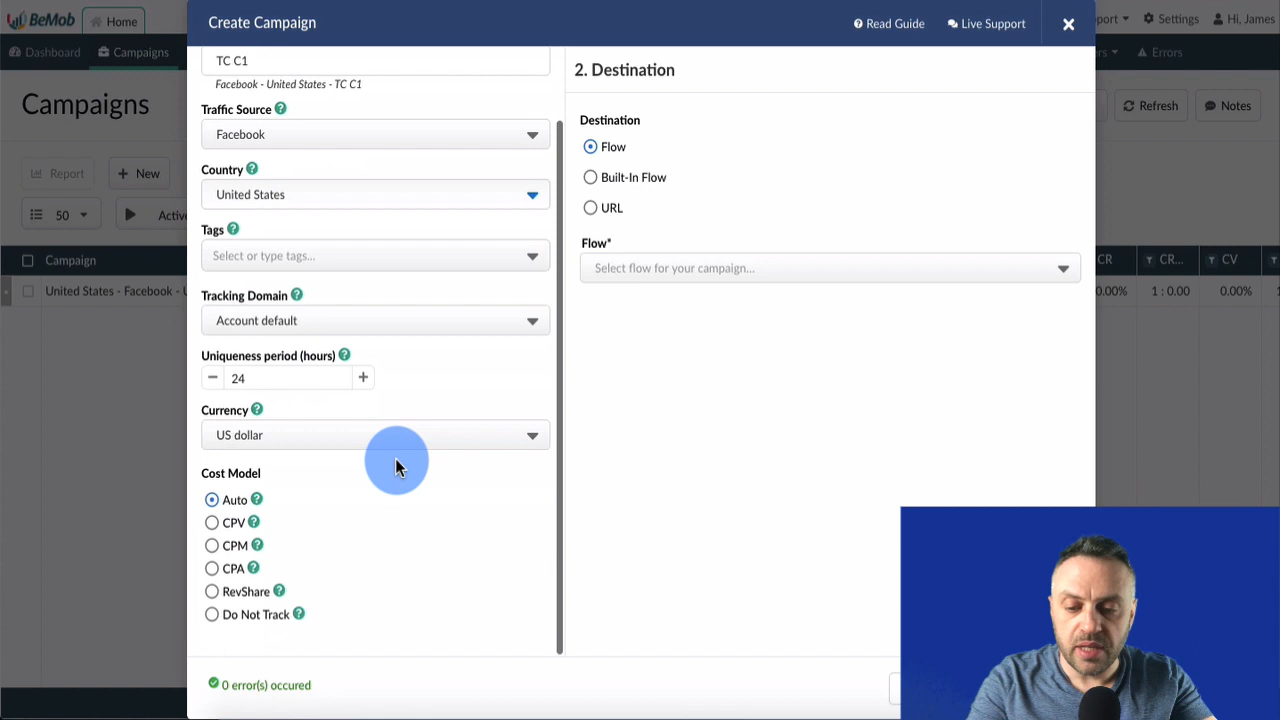 BeMob
Home
Create Campaign
Read Guide
Live Support
port
Settings
Hi, James
Dashboard
Campaigns
Errors
Campaigns
Refresh
Notes
Report
New
50
Active
Campaign
CR
CR...
CV
United States - Facebook -
0.00%
1 : 0.00
0.00%
TC C1
Facebook - United States - TC C1
Traffic Source
Facebook
Country
United States
Tags
Select or type tags...
Tracking Domain
Account default
Uniqueness period (hours)
24
Currency
US dollar
Cost Model
Auto
CPV
CPM
CPA
RevShare
Do Not Track
0 error(s) occured
2. Destination
Destination
Flow
Built-In Flow
URL
Flow*
Select flow for your campaign...